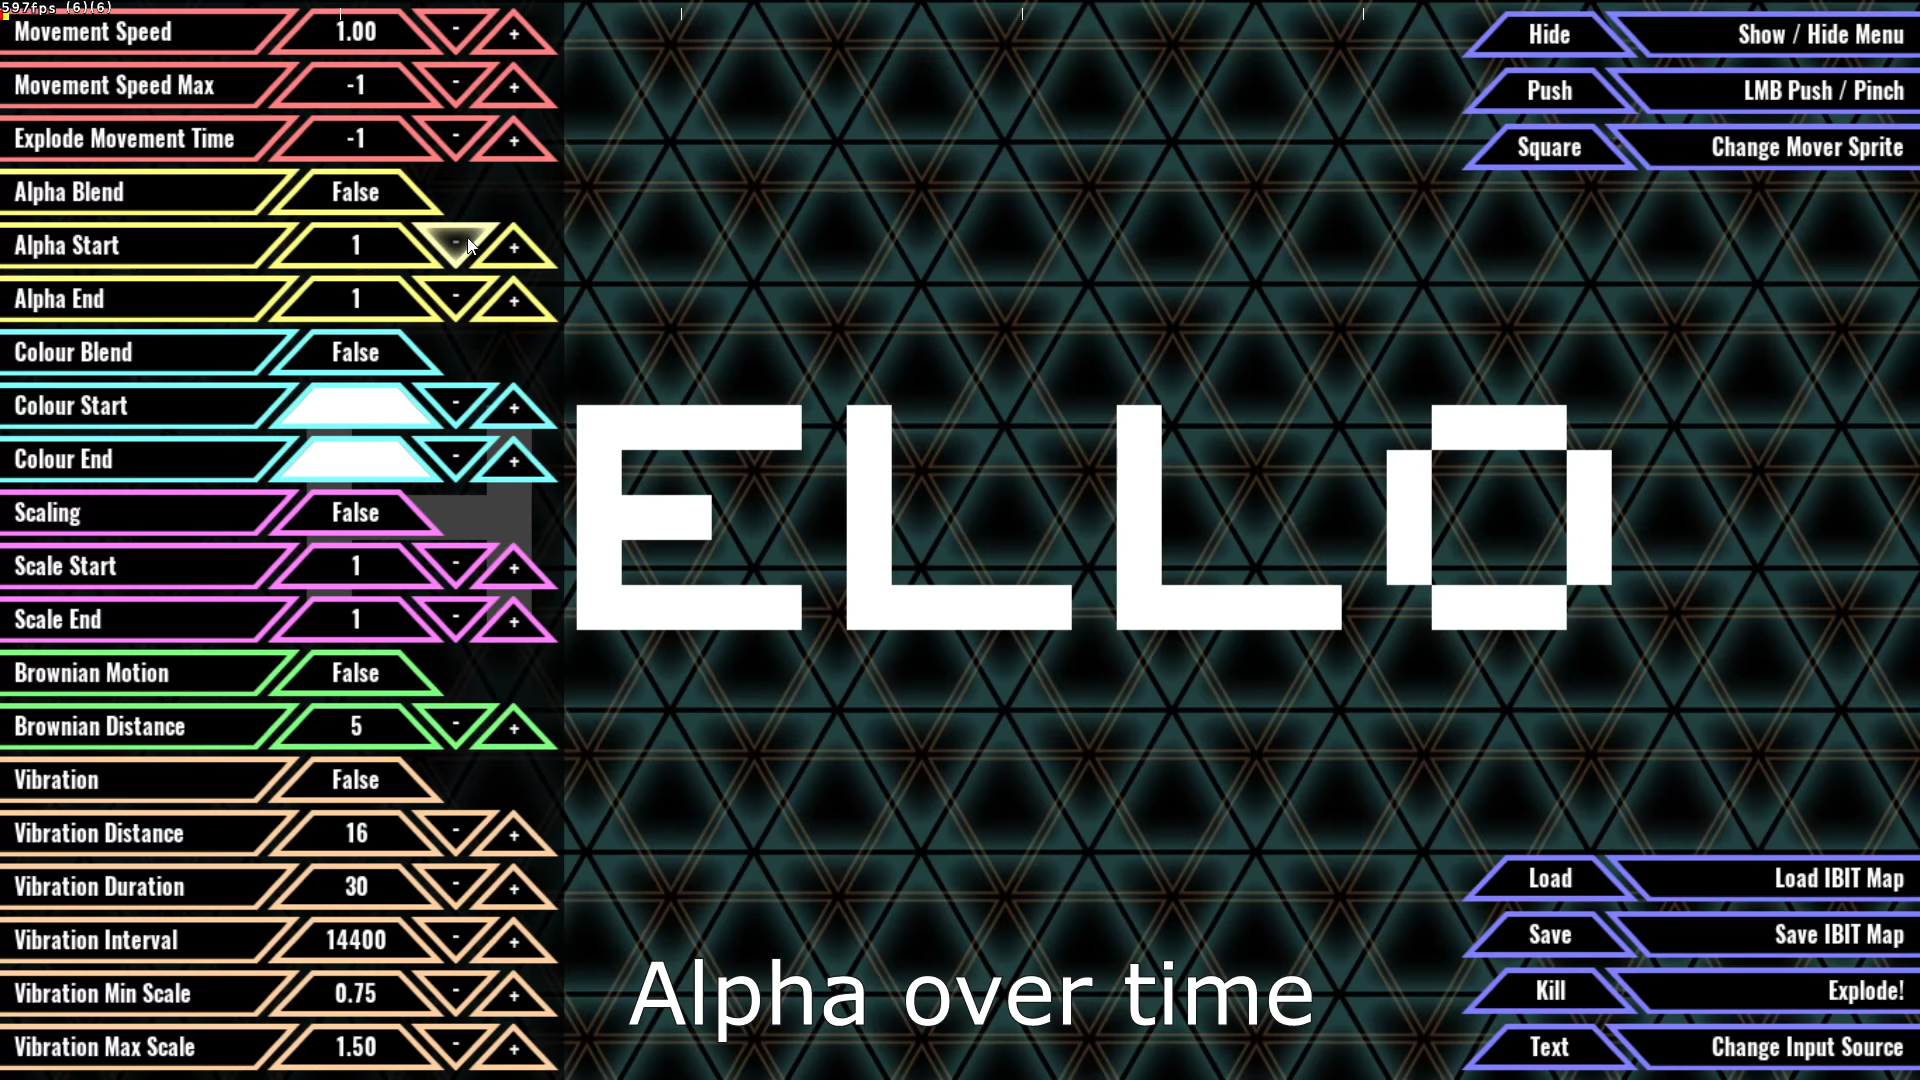 597fps (6)(6)
Movement Speed 1.00 - +
Movement Speed Max -1 - +
Explode Movement Time -1 - +
Alpha Blend False
Alpha Start 1 - +
Alpha End 1 - +
Colour Blend False
Colour Start - +
Colour End - +
Scaling False
Scale Start 1 - +
Scale End 1 - +
Brownian Motion False
Brownian Distance 5 - +
Vibration False
Vibration Distance 16 - +
Vibration Duration 30 - +
Vibration Interval 14400 - +
Vibration Min Scale 0.75 - +
Vibration Max Scale 1.50 - +
HELLO
Alpha over time
Hide Show / Hide Menu
Push LMB Push / Pinch
Square Change Mover Sprite
Load Load IBIT Map
Save Save IBIT Map
Kill Explode!
Text Change Input Source